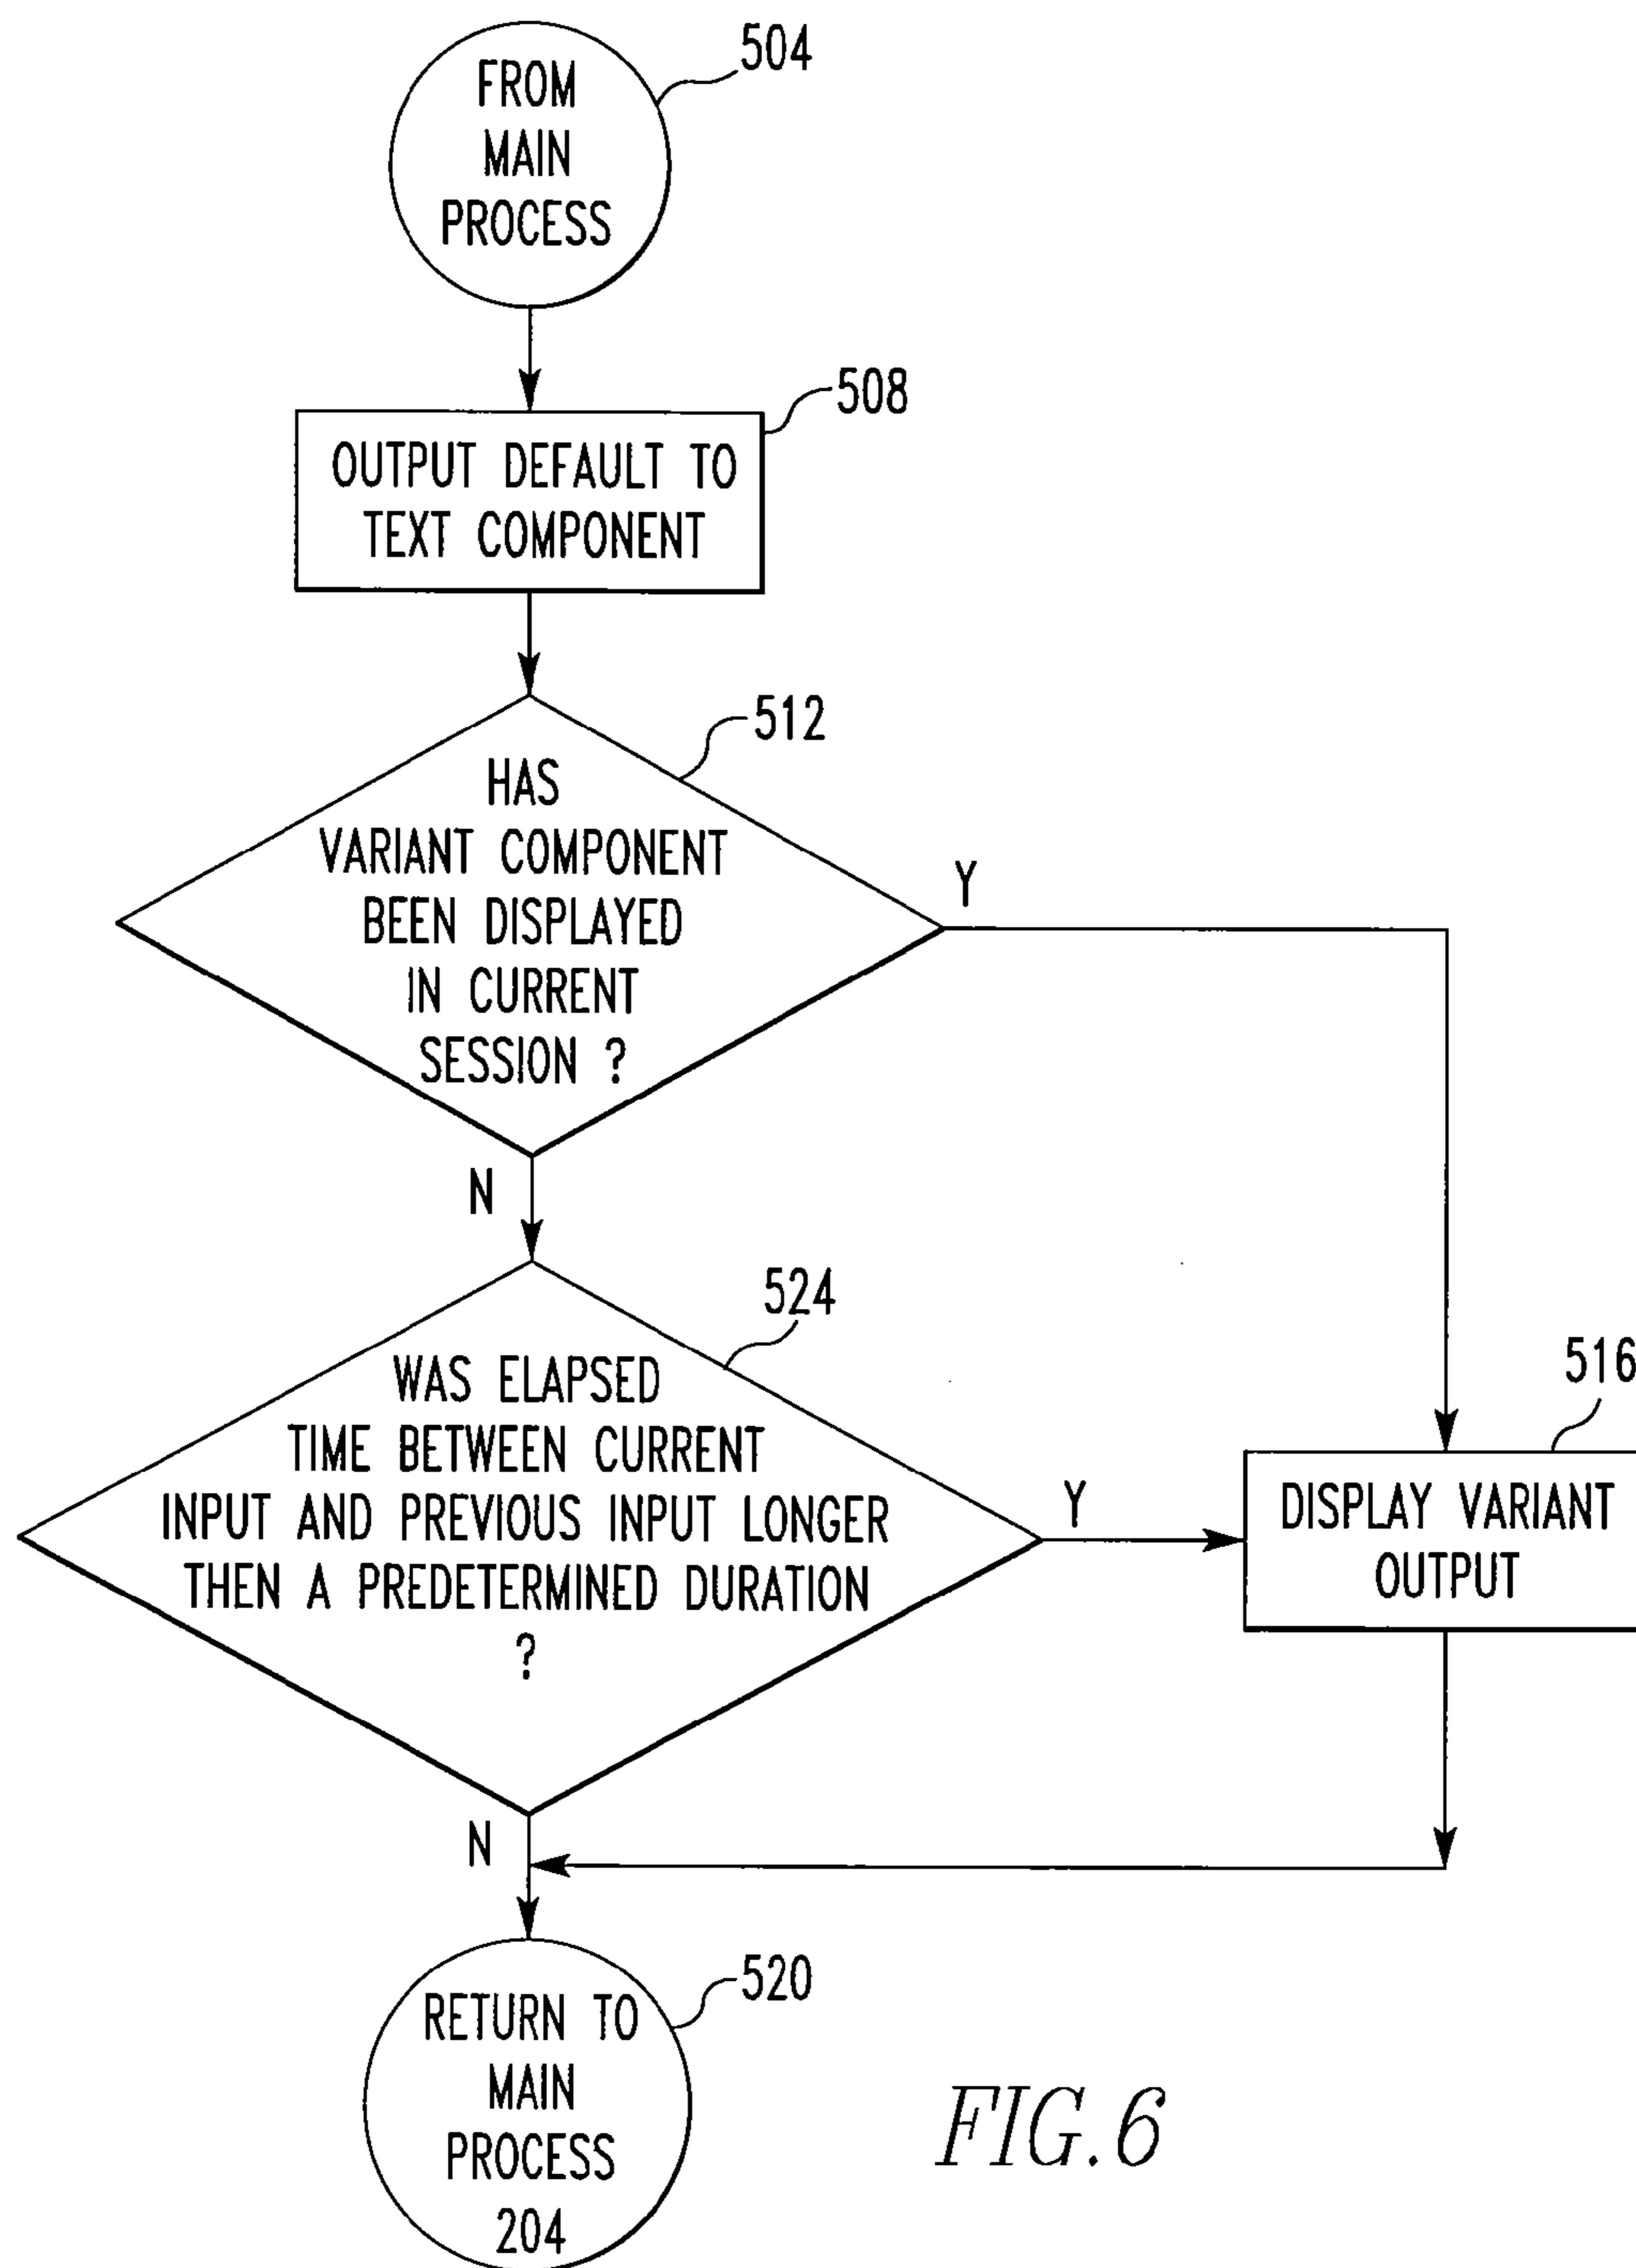 504
FROM
MAIN
PROCESS
508
OUTPUT DEFAULT TO
TEXT COMPONENT
512
HAS
VARIANT COMPONENT
BEEN DISPLAYED
IN CURRENT
SESSION ?
Y
N
524
WAS ELAPSED
TIME BETWEEN CURRENT
INPUT AND PREVIOUS INPUT LONGER
THEN A PREDETERMINED DURATION
?
Y
516
DISPLAY VARIANT
OUTPUT
N
520
RETURN TO
MAIN
PROCESS
204
FIG. 6